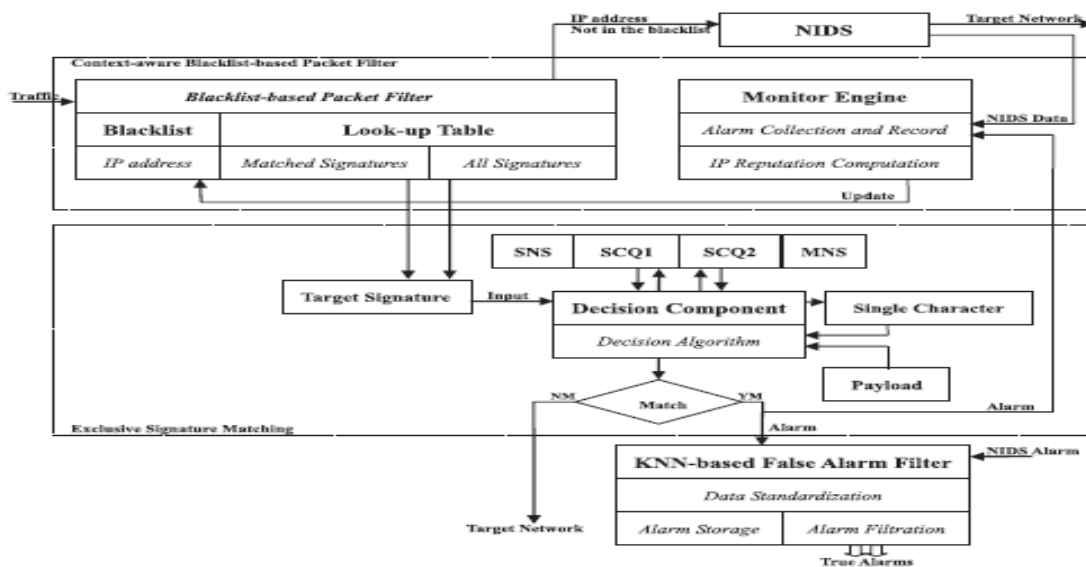 IP address
Not in the blacklist
NIDS
Target Network
Context-aware Blacklist-based Packet Filter
Traffic
Blacklist-based Packet Filter
Blacklist
Look-up Table
IP address
Matched Signatures
All Signatures
Monitor Engine
Alarm Collection and Record
IP Reputation Computation
NIDS Data
Update
SNS
SCQ1
SCQ2
MNS
Target Signature
Input
Decision Component
Decision Algorithm
Single Character
Payload
NM
Match
YM
Alarm
Alarm
Exclusive Signature Matching
KNN-based False Alarm Filter
NIDS Alarm
Data Standardization
Alarm Storage
Alarm Filtration
Target Network
True Alarms